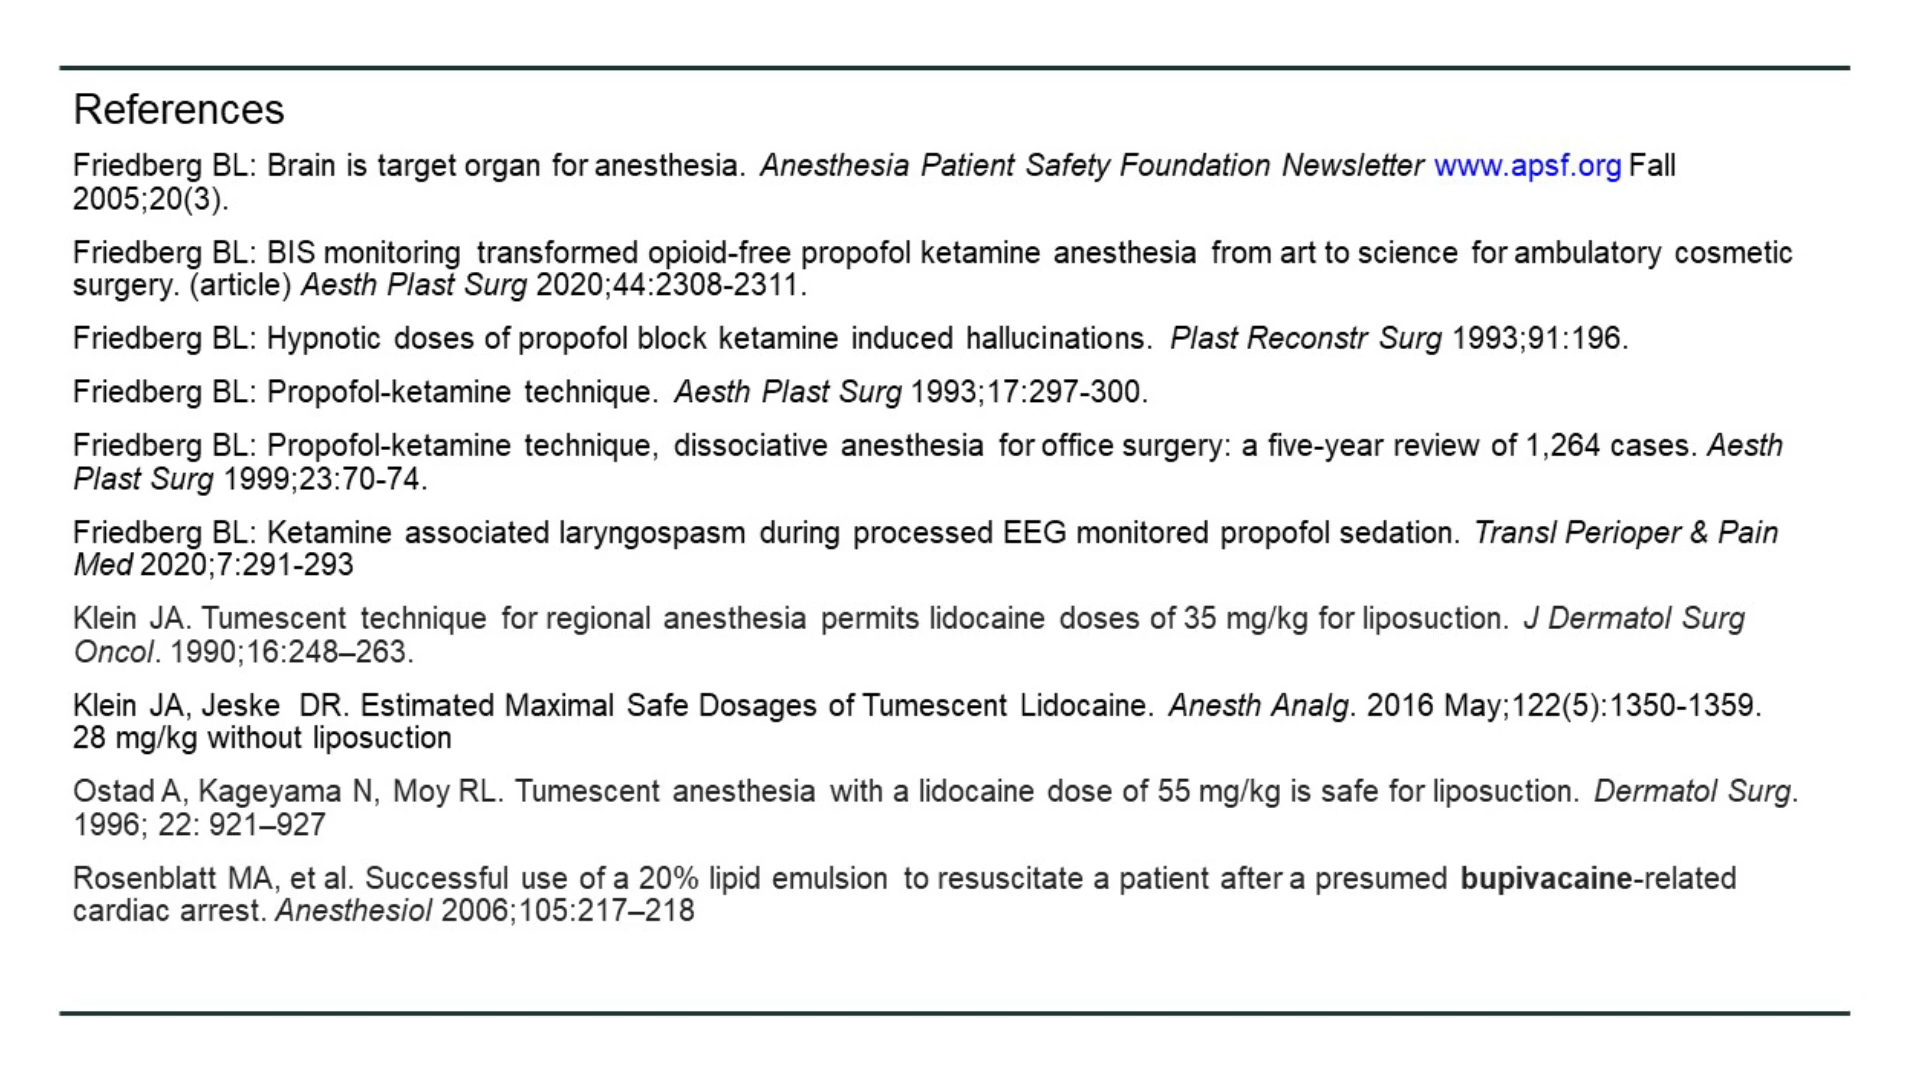 References
Friedberg BL: Brain is target organ for anesthesia. Anesthesia Patient Safety Foundation Newsletter www.apsf.org Fall
2005;20(3).
Friedberg BL: BIS monitoring transformed opioid-free propofol ketamine anesthesia from art to science for ambulatory cosmetic
surgery. (article) Aesth Plast Surg 2020;44:2308-2311.
Friedberg BL: Hypnotic doses of propofol block ketamine induced hallucinations. Plast Reconstr Surg 1993;91:196.
Friedberg BL: Propofol-ketamine technique. Aesth Plast Surg 1993;17:297-300.
Friedberg BL: Propofol-ketamine technique, dissociative anesthesia for office surgery: a five-year review of 1,264 cases. Aesth
Plast Surg 1999;23:70-74.
Friedberg BL: Ketamine associated laryngospasm during processed EEG monitored propofol sedation. Transl Perioper & Pain
Med 2020;7:291-293
Klein JA. Tumescent technique for regional anesthesia permits lidocaine doses of 35 mg/kg for liposuction. J Dermatol Surg
Oncol. 1990;16:248–263.
Klein JA, Jeske DR. Estimated Maximal Safe Dosages of Tumescent Lidocaine. Anesth Analg. 2016 May;122(5):1350-1359.
28 mg/kg without liposuction
Ostad A, Kageyama N, Moy RL. Tumescent anesthesia with a lidocaine dose of 55 mg/kg is safe for liposuction. Dermatol Surg.
1996; 22: 921–927
Rosenblatt MA, et al. Successful use of a 20% lipid emulsion to resuscitate a patient after a presumed bupivacaine-related
cardiac arrest. Anesthesiol 2006;105:217–218